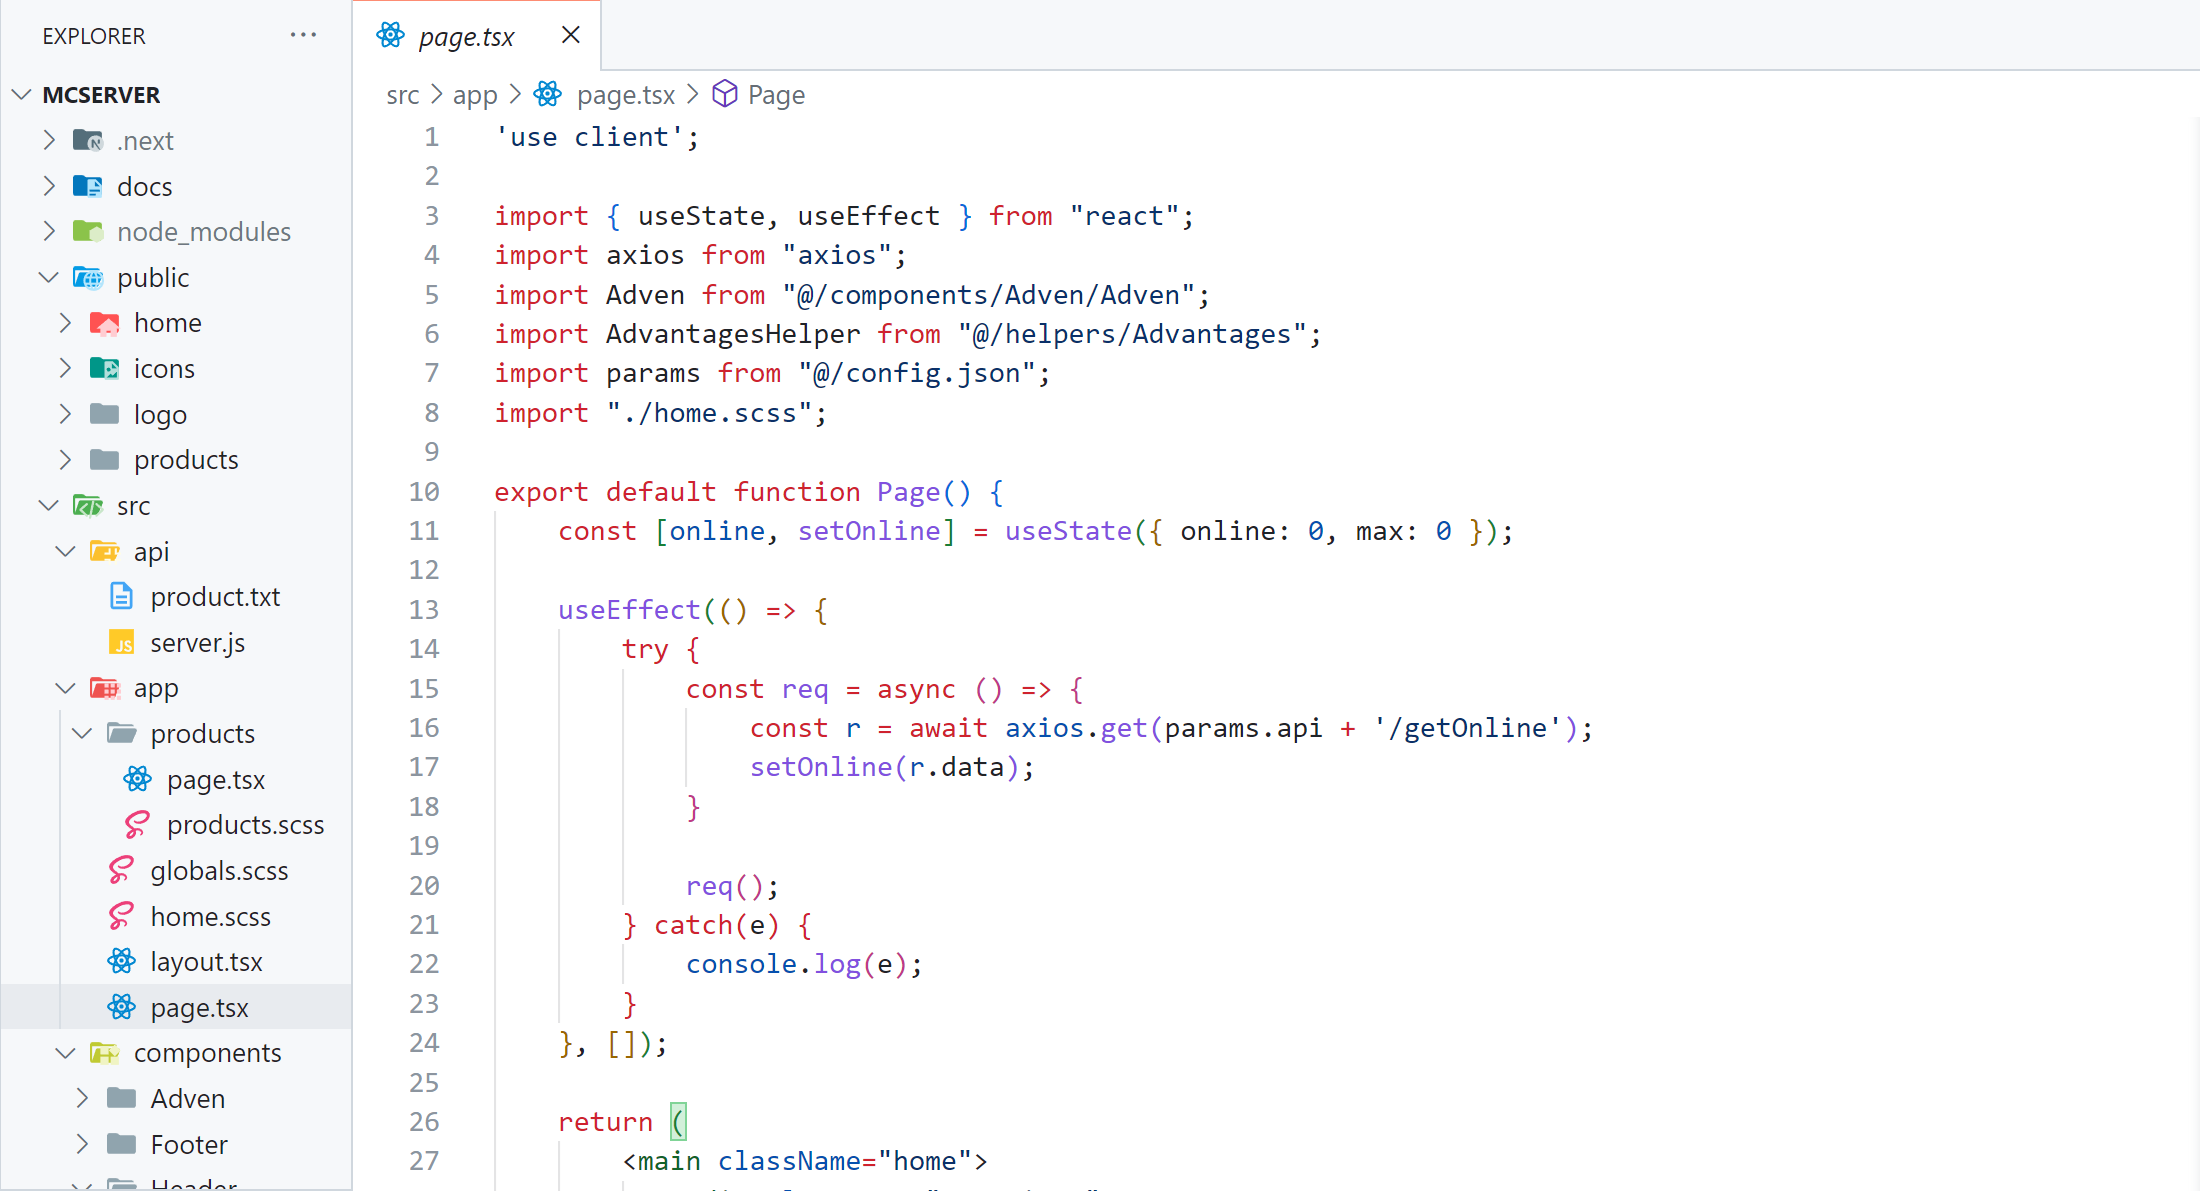 EXPLORER ···
MCSERVER
.next
docs
node_modules
public
home
icons
logo
products
src
api
product.txt
server.js
app
products
page.tsx
products.scss
globals.scss
home.scss
layout.tsx
page.tsx
components
Adven
Footer
Header
page.tsx
src > app > page.tsx > Page
1 'use client';
2
3 import { useState, useEffect } from "react";
4 import axios from "axios";
5 import Adven from "@/components/Adven/Adven";
6 import AdvantagesHelper from "@/helpers/Advantages";
7 import params from "@/config.json";
8 import "./home.scss";
9
10 export default function Page() {
11 const [online, setOnline] = useState({ online: 0, max: 0 });
12
13 useEffect(() => {
14 try {
15 const req = async () => {
16 const r = await axios.get(params.api + '/getOnline');
17 setOnline(r.data);
18 }
19
20 req();
21 } catch(e) {
22 console.log(e);
23 }
24 }, []);
25
26 return (
27 <main className="home">